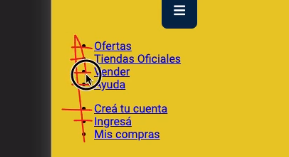 Ofertas
Tiendas Oficiales
Vender
Ayuda
Creá tu cuenta
Ingresá
Mis compras